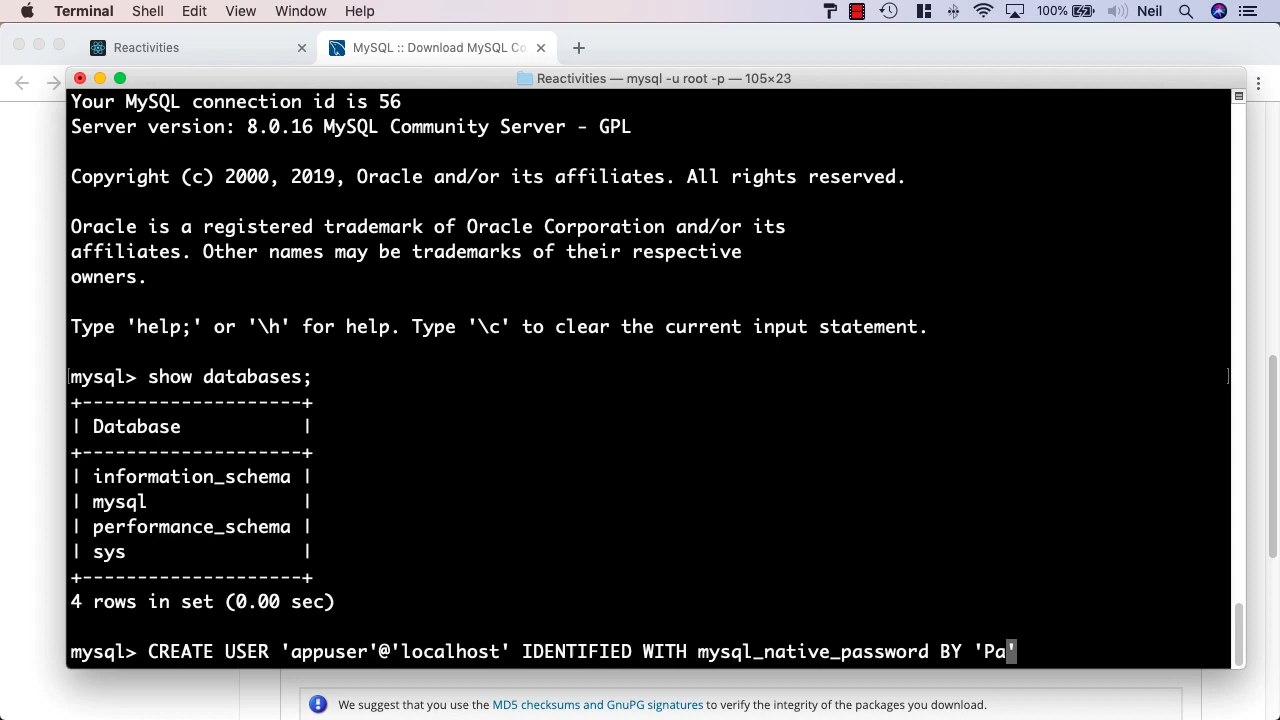 Terminal Shell Edit View Window Help 100% Neil
Reactivities MySQL :: Download MySQL Co
Reactivities — mysql -u root -p — 105×23
Your MySQL connection id is 56
Server version: 8.0.16 MySQL Community Server - GPL
Copyright (c) 2000, 2019, Oracle and/or its affiliates. All rights reserved.
Oracle is a registered trademark of Oracle Corporation and/or its
affiliates. Other names may be trademarks of their respective
owners.
Type 'help;' or '\h' for help. Type '\c' to clear the current input statement.
mysql> show databases;
+--------------------+
| Database           |
+--------------------+
| information_schema |
| mysql              |
| performance_schema |
| sys                |
+--------------------+
4 rows in set (0.00 sec)
mysql> CREATE USER 'appuser'@'localhost' IDENTIFIED WITH mysql_native_password BY 'Pa'
We suggest that you use the MD5 checksums and GnuPG signatures to verify the integrity of the packages you download.